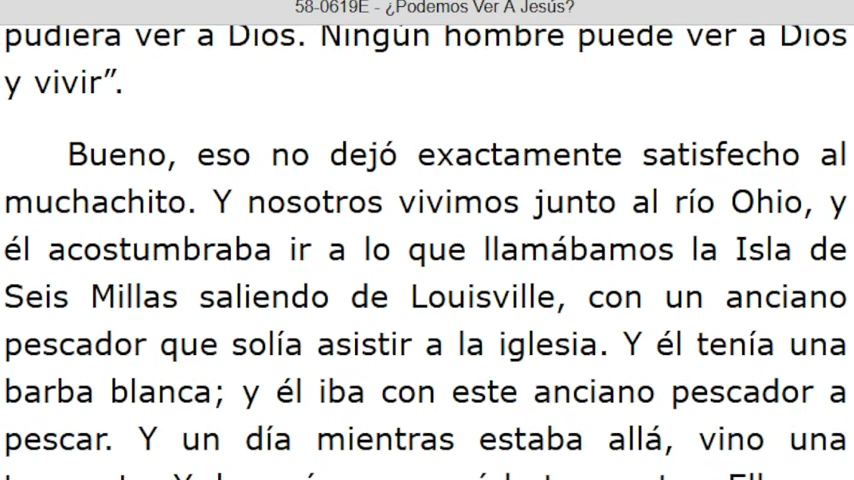 58-0619E - ¿Podemos Ver A Jesús?
pudiera ver a Dios. Ningún hombre puede ver a Dios
y vivir”.
Bueno, eso no dejó exactamente satisfecho al
muchachito. Y nosotros vivimos junto al río Ohio, y
él acostumbraba ir a lo que llamábamos la Isla de
Seis Millas saliendo de Louisville, con un anciano
pescador que solía asistir a la iglesia. Y él tenía una
barba blanca; y él iba con este anciano pescador a
pescar. Y un día mientras estaba allá, vino una